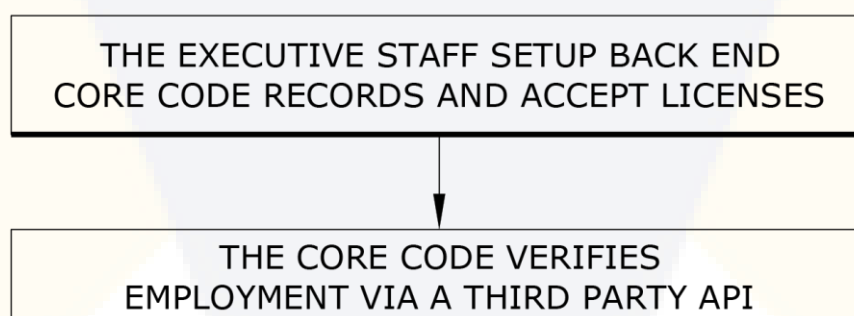 THE EXECUTIVE STAFF SETUP BACK END
CORE CODE RECORDS AND ACCEPT LICENSES
THE CORE CODE VERIFIES
EMPLOYMENT VIA A THIRD PARTY API